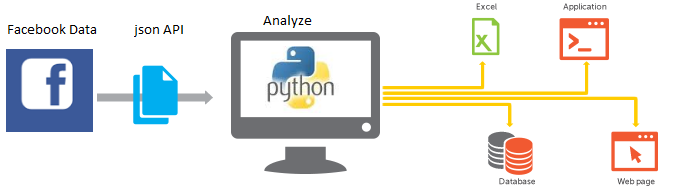 Facebook Data
json API
Analyze
python
Excel
Application
Database
Web page